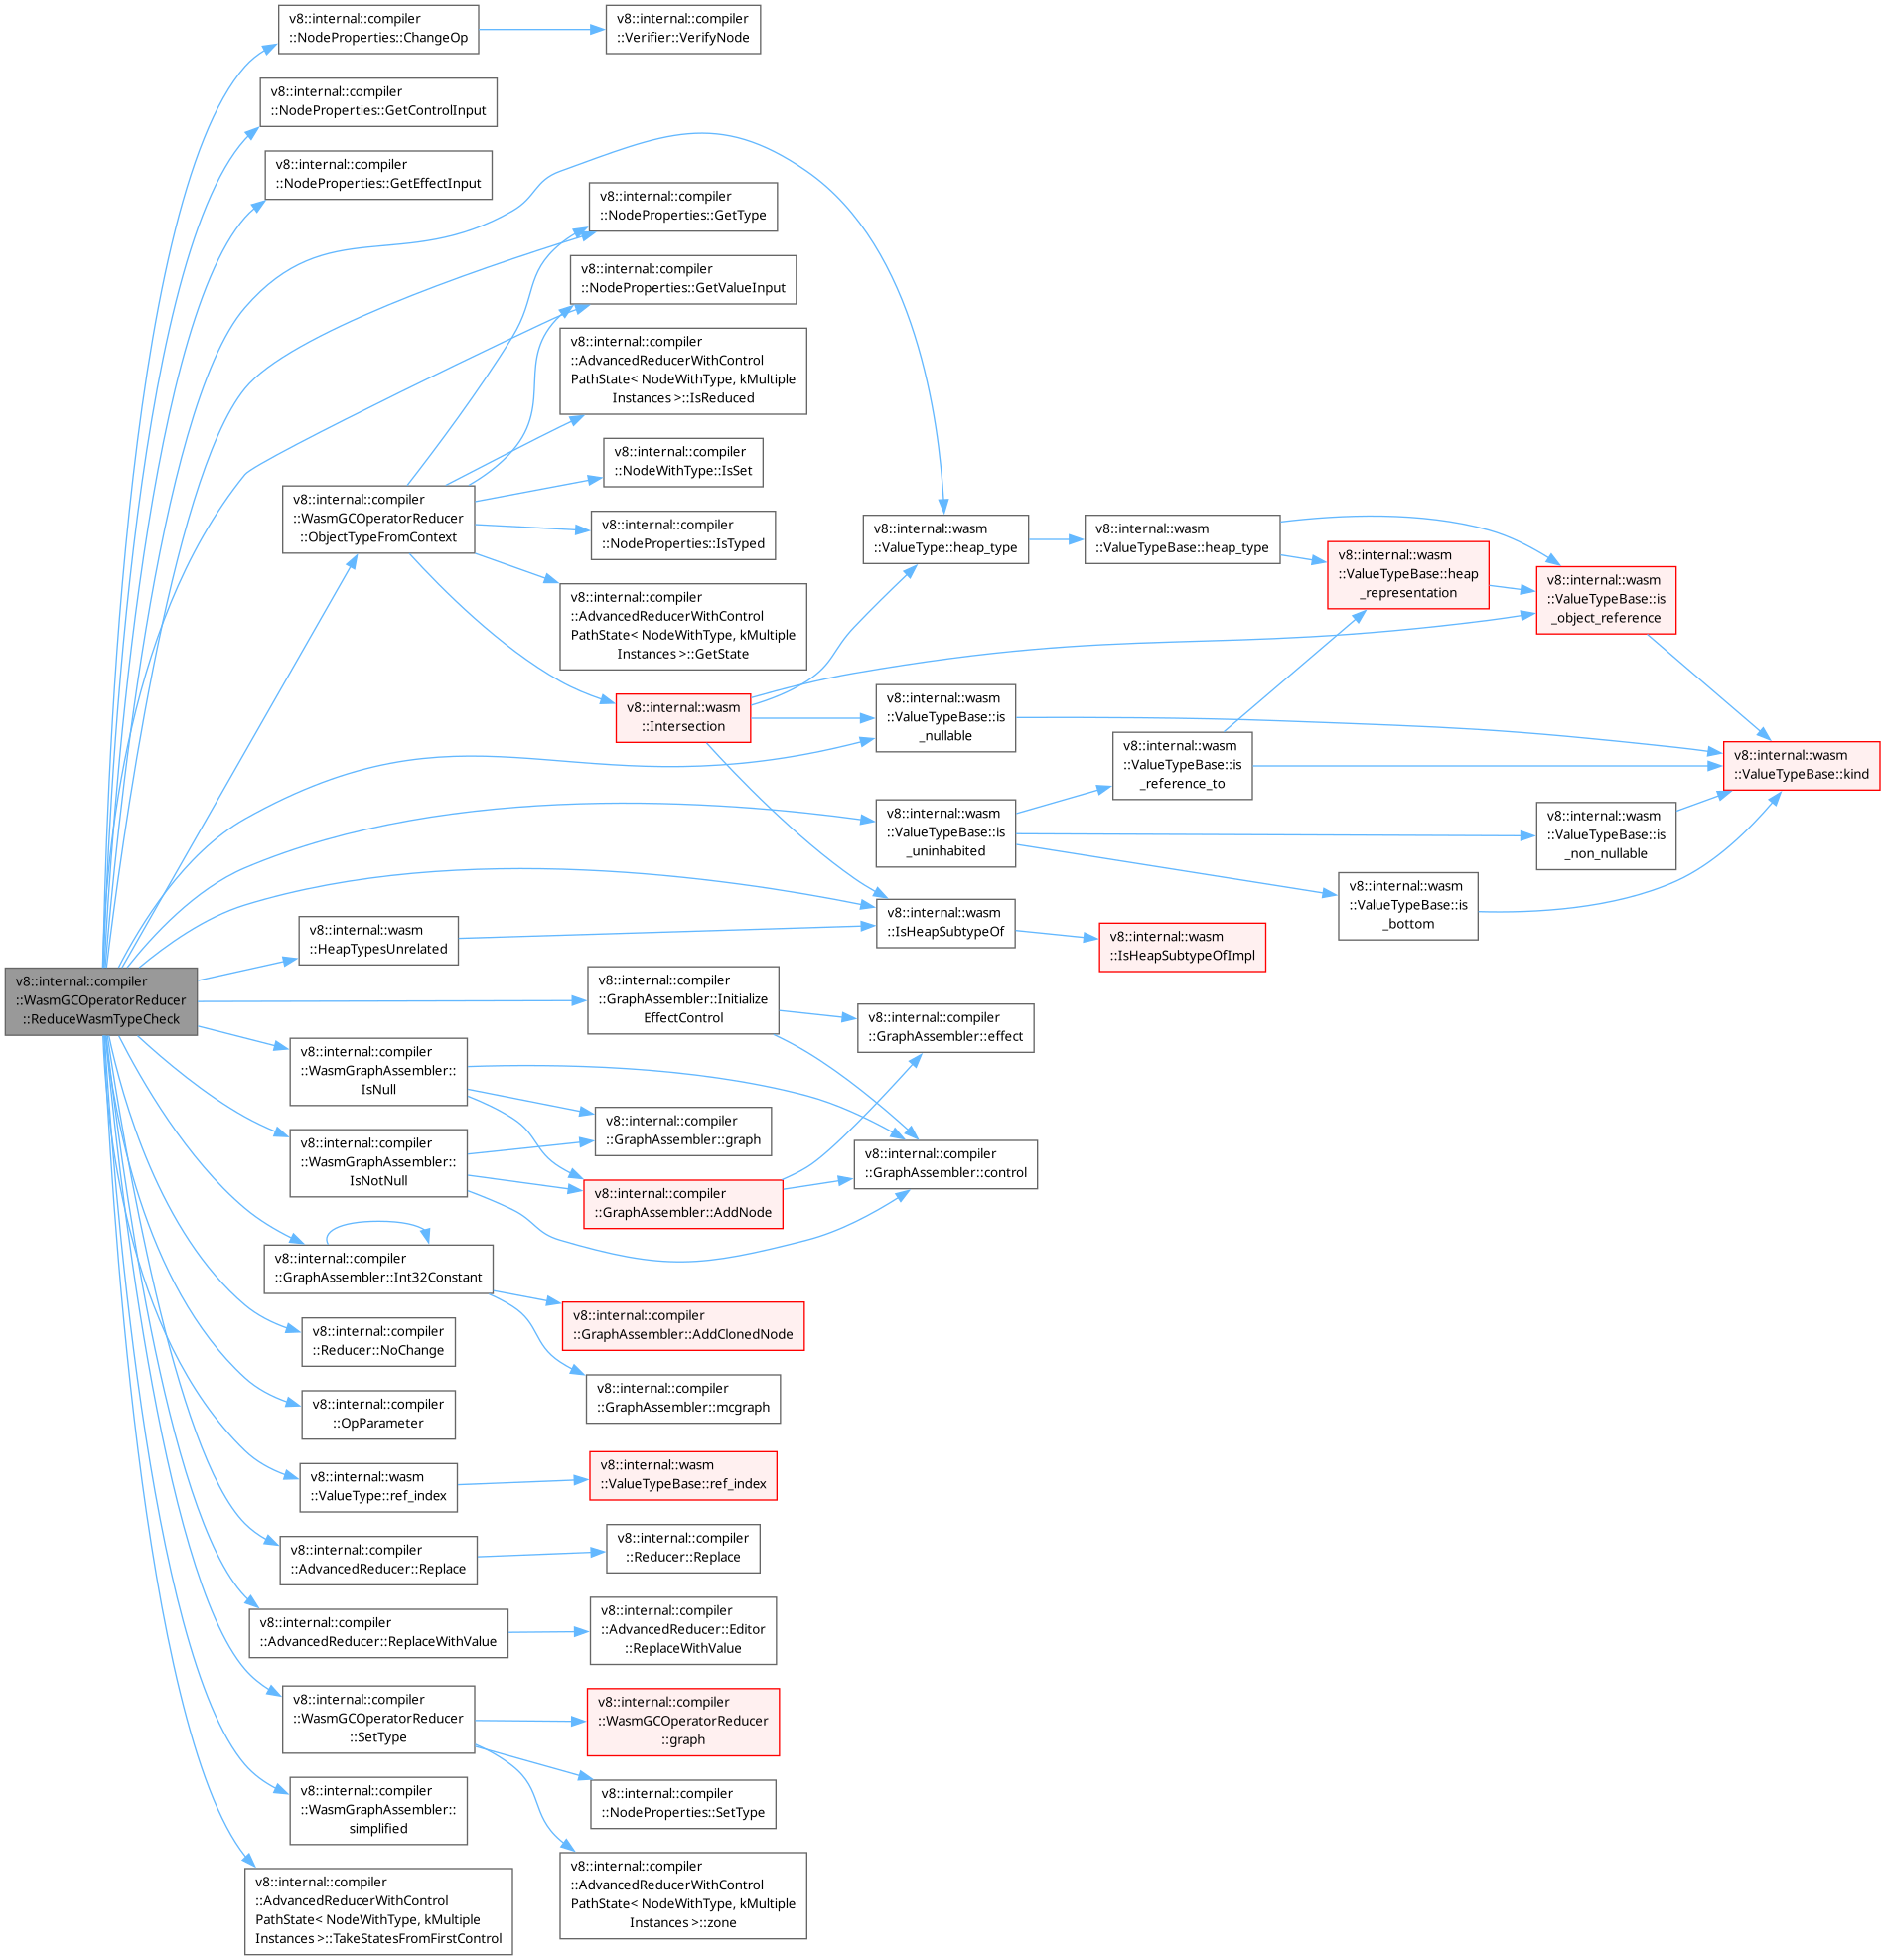 v8::internal::compiler
::NodeProperties::ChangeOp
v8::internal::compiler
::Verifier::VerifyNode
v8::internal::compiler
::NodeProperties::GetControlInput
v8::internal::compiler
::NodeProperties::GetEffectInput
v8::internal::compiler
::NodeProperties::GetType
v8::internal::compiler
::NodeProperties::GetValueInput
v8::internal::compiler
::AdvancedReducerWithControl
PathState< NodeWithType, kMultiple
Instances >::IsReduced
v8::internal::compiler
::NodeWithType::IsSet
v8::internal::compiler
::WasmGCOperatorReducer
::ObjectTypeFromContext
v8::internal::compiler
::NodeProperties::IsTyped
v8::internal::wasm
::ValueType::heap_type
v8::internal::wasm
::ValueTypeBase::heap_type
v8::internal::wasm
::ValueTypeBase::heap
_representation
v8::internal::wasm
::ValueTypeBase::is
_object_reference
v8::internal::compiler
::AdvancedReducerWithControl
PathState< NodeWithType, kMultiple
Instances >::GetState
v8::internal::wasm
::Intersection
v8::internal::wasm
::ValueTypeBase::is
_nullable
v8::internal::wasm
::ValueTypeBase::is
_reference_to
v8::internal::wasm
::ValueTypeBase::kind
v8::internal::wasm
::ValueTypeBase::is
_uninhabited
v8::internal::wasm
::ValueTypeBase::is
_non_nullable
v8::internal::wasm
::ValueTypeBase::is
_bottom
v8::internal::wasm
::HeapTypesUnrelated
v8::internal::wasm
::IsHeapSubtypeOf
v8::internal::wasm
::IsHeapSubtypeOfImpl
v8::internal::compiler
::WasmGCOperatorReducer
::ReduceWasmTypeCheck
v8::internal::compiler
::GraphAssembler::Initialize
EffectControl
v8::internal::compiler
::GraphAssembler::effect
v8::internal::compiler
::WasmGraphAssembler::
IsNull
v8::internal::compiler
::GraphAssembler::graph
v8::internal::compiler
::WasmGraphAssembler::
IsNotNull
v8::internal::compiler
::GraphAssembler::control
v8::internal::compiler
::GraphAssembler::AddNode
v8::internal::compiler
::GraphAssembler::Int32Constant
v8::internal::compiler
::GraphAssembler::AddClonedNode
v8::internal::compiler
::Reducer::NoChange
v8::internal::compiler
::GraphAssembler::mcgraph
v8::internal::compiler
::OpParameter
v8::internal::wasm
::ValueType::ref_index
v8::internal::wasm
::ValueTypeBase::ref_index
v8::internal::compiler
::AdvancedReducer::Replace
v8::internal::compiler
::Reducer::Replace
v8::internal::compiler
::AdvancedReducer::ReplaceWithValue
v8::internal::compiler
::AdvancedReducer::Editor
::ReplaceWithValue
v8::internal::compiler
::WasmGCOperatorReducer
::SetType
v8::internal::compiler
::WasmGCOperatorReducer
::graph
v8::internal::compiler
::NodeProperties::SetType
v8::internal::compiler
::WasmGraphAssembler::
simplified
v8::internal::compiler
::AdvancedReducerWithControl
PathState< NodeWithType, kMultiple
Instances >::zone
v8::internal::compiler
::AdvancedReducerWithControl
PathState< NodeWithType, kMultiple
Instances >::TakeStatesFromFirstControl